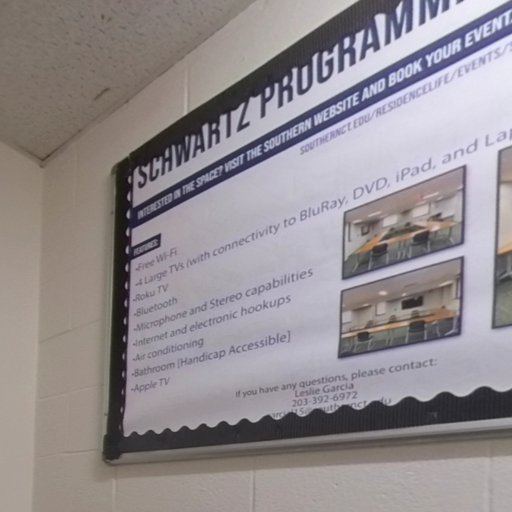 SCHWARTZ PROGRAMM
INTERESTED IN THE SPACE? VISIT THE SOUTHERN WEBSITE AND BOOK YOUR EVENT
SOUTHERNCT.EDU/RESIDENCELIFE/EVENTS/
FEATURES:
•Free Wi-Fi
•4 Large TVs (with connectivity to BluRay, DVD, iPad, and Lap
•Roku TV
•Bluetooth
•Microphone and Stereo capabilities
•Internet and electronic hookups
•Air conditioning
•Bathroom [Handicap Accessible]
•Apple TV
If you have any questions, please contact:
Leslie Garcia
203-392-6972